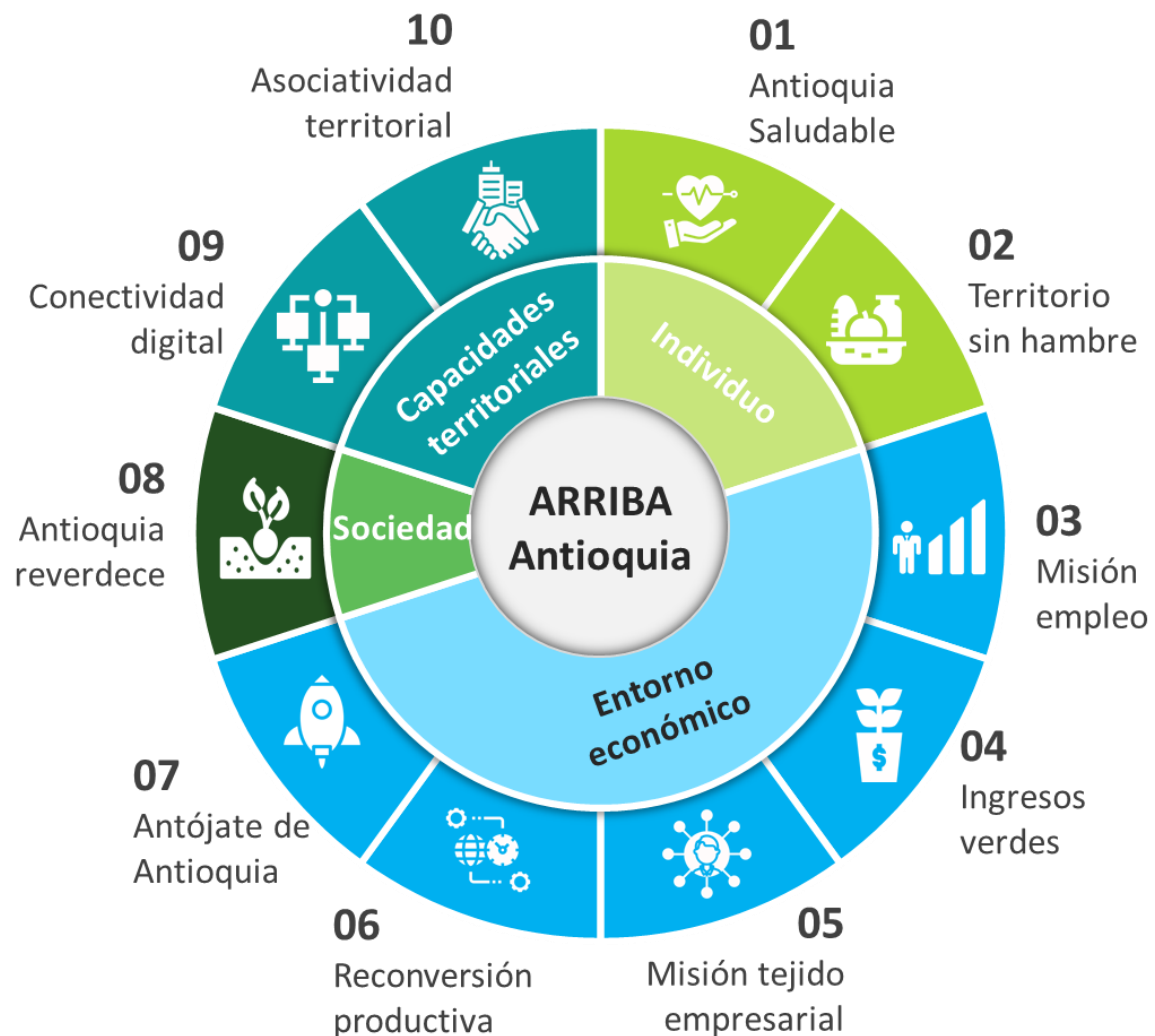 10
Asociatividad
territorial
01
Antioquia
Saludable
09
Conectividad
digital
02
Territorio
sin hambre
Capacidades
territoriales
Individuo
08
Antioquia
reverdece
Sociedad
ARRIBA
Antioquia
03
Misión
empleo
Entorno
económico
07
Antójate de
Antioquia
04
Ingresos
verdes
$
06
Reconversión
productiva
05
Misión tejido
empresarial